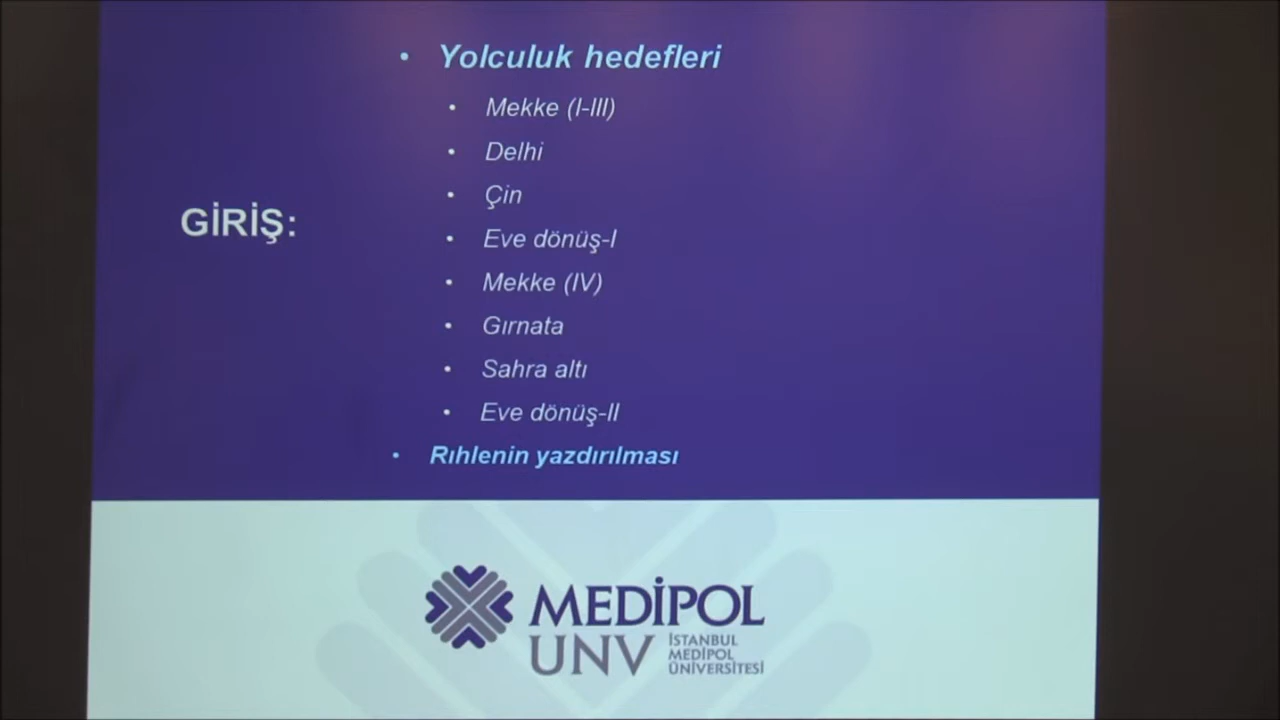 • Yolculuk hedefleri
• Mekke (I-III)
• Delhi
• Çin
GİRİŞ:
• Eve dönüş-I
• Mekke (IV)
• Gırnata
• Sahra altı
• Eve dönüş-II
• Rıhlenin yazdırılması
MEDİPOL
UNV
İSTANBUL
MEDİPOL
ÜNİVERSİTESİ